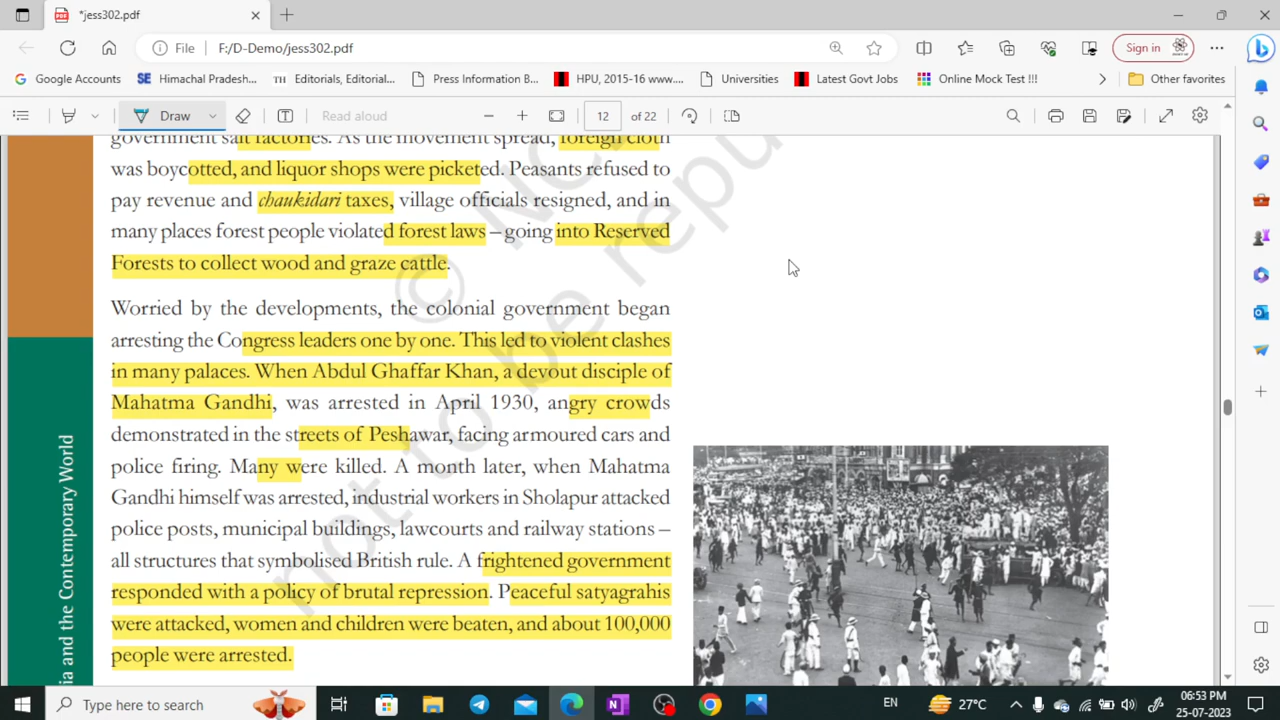 *jess302.pdf
File F:/D-Demo/jess302.pdf Sign in
Google Accounts SE Himachal Pradesh... TH Editorials, Editorial... Press Information B... HPU, 2015-16 www.... Universities Latest Govt Jobs Online Mock Test !!! Other favorites
Draw Read aloud 12 of 22
government salt factories. As the movement spread, foreign cloth
was boycotted, and liquor shops were picketed. Peasants refused to
pay revenue and chaukidari taxes, village officials resigned, and in
many places forest people violated forest laws – going into Reserved
Forests to collect wood and graze cattle.
Worried by the developments, the colonial government began
arresting the Congress leaders one by one. This led to violent clashes
in many palaces. When Abdul Ghaffar Khan, a devout disciple of
Mahatma Gandhi, was arrested in April 1930, angry crowds
demonstrated in the streets of Peshawar, facing armoured cars and
police firing. Many were killed. A month later, when Mahatma
Gandhi himself was arrested, industrial workers in Sholapur attacked
police posts, municipal buildings, lawcourts and railway stations –
all structures that symbolised British rule. A frightened government
responded with a policy of brutal repression. Peaceful satyagrahis
were attacked, women and children were beaten, and about 100,000
people were arrested.
© NC
not to be repu
ia and the Contemporary World
Type here to search 27°C EN 06:53 PM
25-07-2023